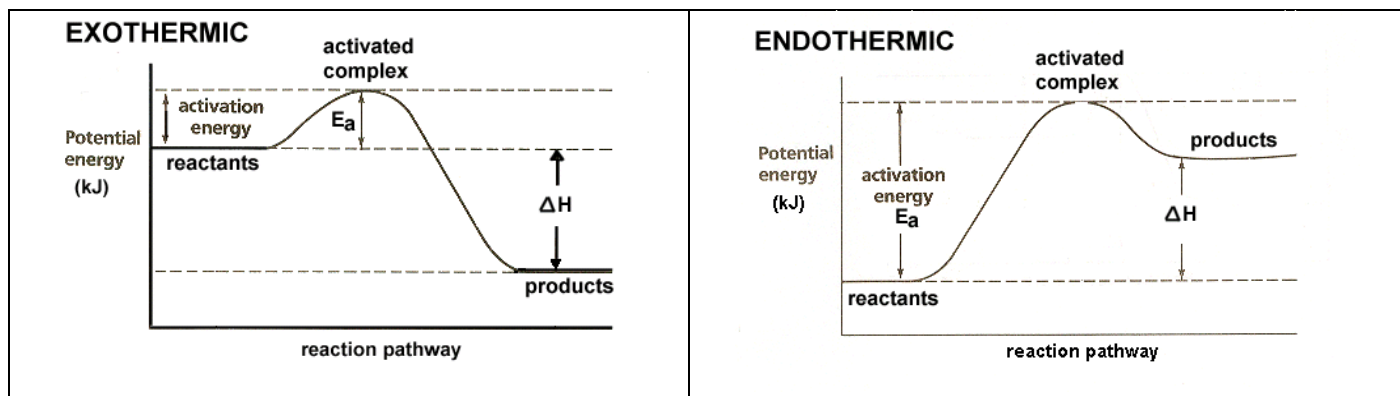 EXOTHERMIC
activated
complex
activation
energy
Ea
Potential
energy
(kJ)
reactants
ΔH
products
reaction pathway
ENDOTHERMIC
activated
complex
products
Potential
energy
(kJ)
activation
energy
Ea
ΔH
reactants
reaction pathway